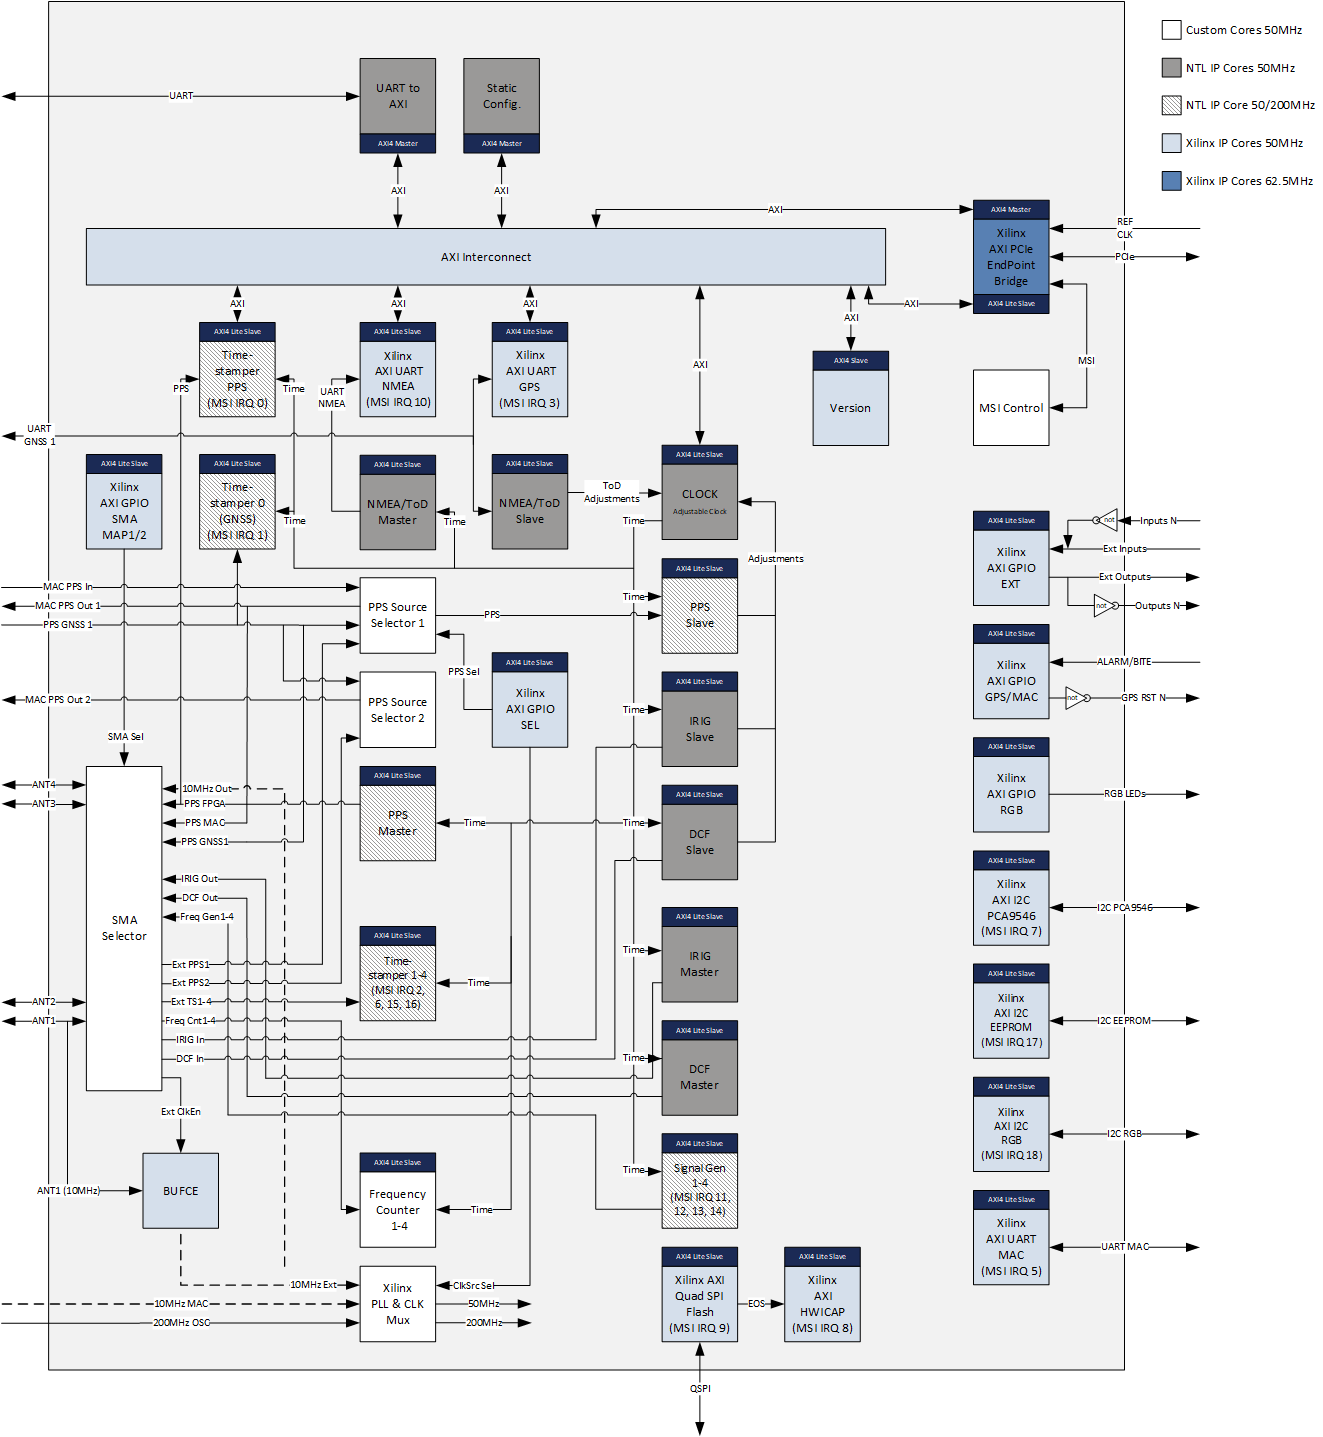 Custom Cores 50MHz
NTL IP Cores 50MHz
NTL IP Core 50/200MHz
Xilinx IP Cores 50MHz
Xilinx IP Cores 62.5MHz
UART
UART to
AXI
AXI4 Master
Static
Config.
AXI4 Master
AXI
AXI
AXI
AXI Interconnect
AXI4 Master
Xilinx
AXI PCIe
EndPoint
Bridge
AXI4 Lite Slave
REF
CLK
PCIe
MSI
MSI Control
AXI
AXI
AXI
AXI
AXI
AXI
AXI4 Lite Slave
Time-
stamper
PPS
(MSI IRQ 0)
PPS
Time
AXI4 Lite Slave
Xilinx
AXI UART
NMEA
(MSI IRQ 10)
UART
NMEA
AXI4 Lite Slave
Xilinx
AXI UART
GPS
(MSI IRQ 3)
AXI4 Slave
Version
UART
GNSS 1
AXI4 Lite Slave
Xilinx
AXI GPIO
SMA
MAP1/2
AXI4 Lite Slave
Time-
stamper 0
(GNSS)
(MSI IRQ 1)
Time
AXI4 Lite Slave
NMEA/ToD
Master
Time
AXI4 Lite Slave
NMEA/ToD
Slave
ToD
Adjustments
AXI4 Lite Slave
CLOCK
Adjustable Clock
Time
Adjustments
AXI4 Lite Slave
Xilinx
AXI GPIO
EXT
not
Inputs N
Ext Inputs
Ext Outputs
not
Outputs N
MAC PPS In
MAC PPS Out 1
PPS GNSS 1
PPS Source
Selector 1
PPS
Time
AXI4 Lite Slave
PPS
Slave
PPS Sel
AXI4 Lite Slave
Xilinx
AXI GPIO
SEL
MAC PPS Out 2
PPS Source
Selector 2
AXI4 Lite Slave
IRIG
Slave
Time
AXI4 Lite Slave
Xilinx
AXI GPIO
GPS/MAC
ALARM/BITE
not
GPS RST N
SMA Sel
ANT4
ANT3
10MHz Out
PPS FPGA
PPS MAC
PPS GNSS1
AXI4 Lite Slave
PPS
Master
Time
Time
AXI4 Lite Slave
DCF
Slave
AXI4 Lite Slave
Xilinx
AXI GPIO
RGB
RGB LEDs
IRIG Out
DCF Out
Freq Gen1-4
SMA
Selector
Ext PPS1
Ext PPS2
Ext TS1-4
Freq Cnt1-4
IRIG In
DCF In
ANT2
ANT1
AXI4 Lite Slave
Time-
stamper 1-4
(MSI IRQ 2,
6, 15, 16)
Time
Time
AXI4 Lite Slave
IRIG
Master
AXI4 Lite Slave
Xilinx
AXI I2C
PCA9546
(MSI IRQ 7)
I2C PCA9546
AXI4 Lite Slave
Xilinx
AXI I2C
EEPROM
(MSI IRQ 17)
I2C EEPROM
Time
AXI4 Lite Slave
DCF
Master
Ext ClkEn
ANT1 (10MHz)
BUFCE
AXI4 Lite Slave
Frequency
Counter
1-4
Time
Time
AXI4 Lite Slave
Signal Gen
1-4
(MSI IRQ 11,
12, 13, 14)
AXI4 Lite Slave
Xilinx
AXI I2C
RGB
(MSI IRQ 18)
I2C RGB
AXI4 Lite Slave
Xilinx
AXI UART
MAC
(MSI IRQ 5)
UART MAC
10MHz Ext
10MHz MAC
200MHz OSC
Xilinx
PLL & CLK
Mux
ClkSrc Sel
50MHz
200MHz
AXI4 Lite Slave
Xilinx AXI
Quad SPI
Flash
(MSI IRQ 9)
EOS
AXI4 Lite Slave
Xilinx
AXI
HWICAP
(MSI IRQ 8)
QSPI